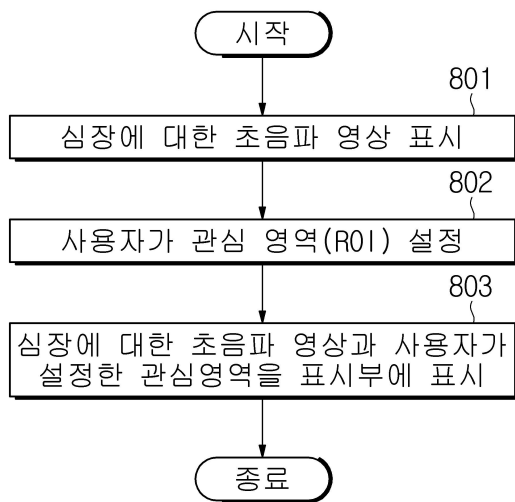 시작
801
심장에 대한 초음파 영상 표시
802
사용자가 관심 영역(ROI) 설정
803
심장에 대한 초음파 영상과 사용자가
설정한 관심영역을 표시부에 표시
종료